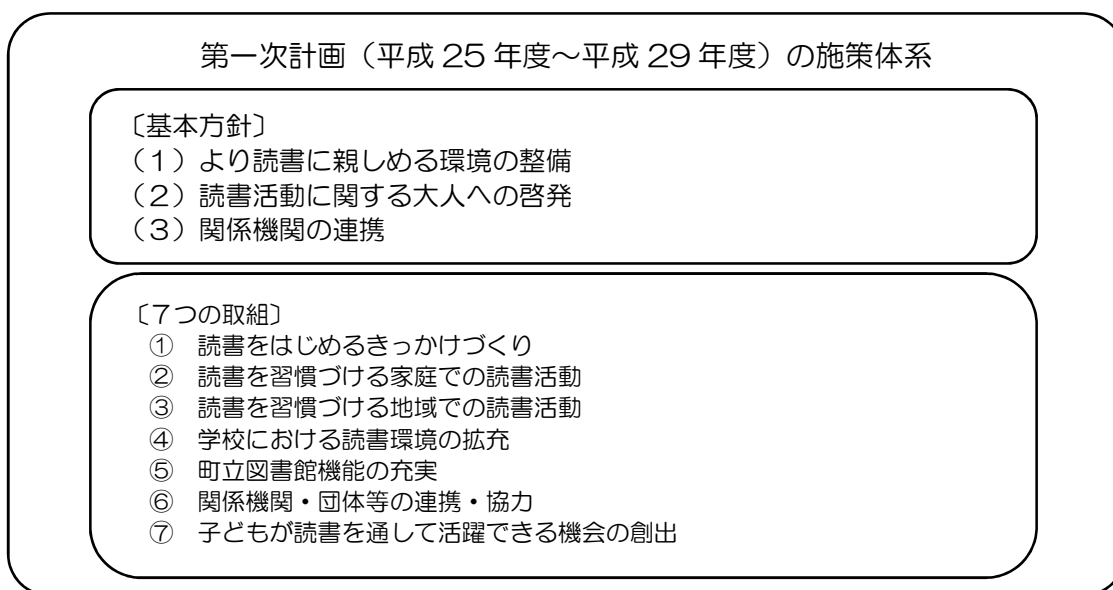 第一次計画（平成 25 年度～平成 29 年度）の施策体系
〔基本方針〕
（１）より読書に親しめる環境の整備
（２）読書活動に関する大人への啓発
（３）関係機関の連携
〔７つの取組〕
①　読書をはじめるきっかけづくり
②　読書を習慣づける家庭での読書活動
③　読書を習慣づける地域での読書活動
④　学校における読書環境の拡充
⑤　町立図書館機能の充実
⑥　関係機関・団体等の連携・協力
⑦　子どもが読書を通して活躍できる機会の創出